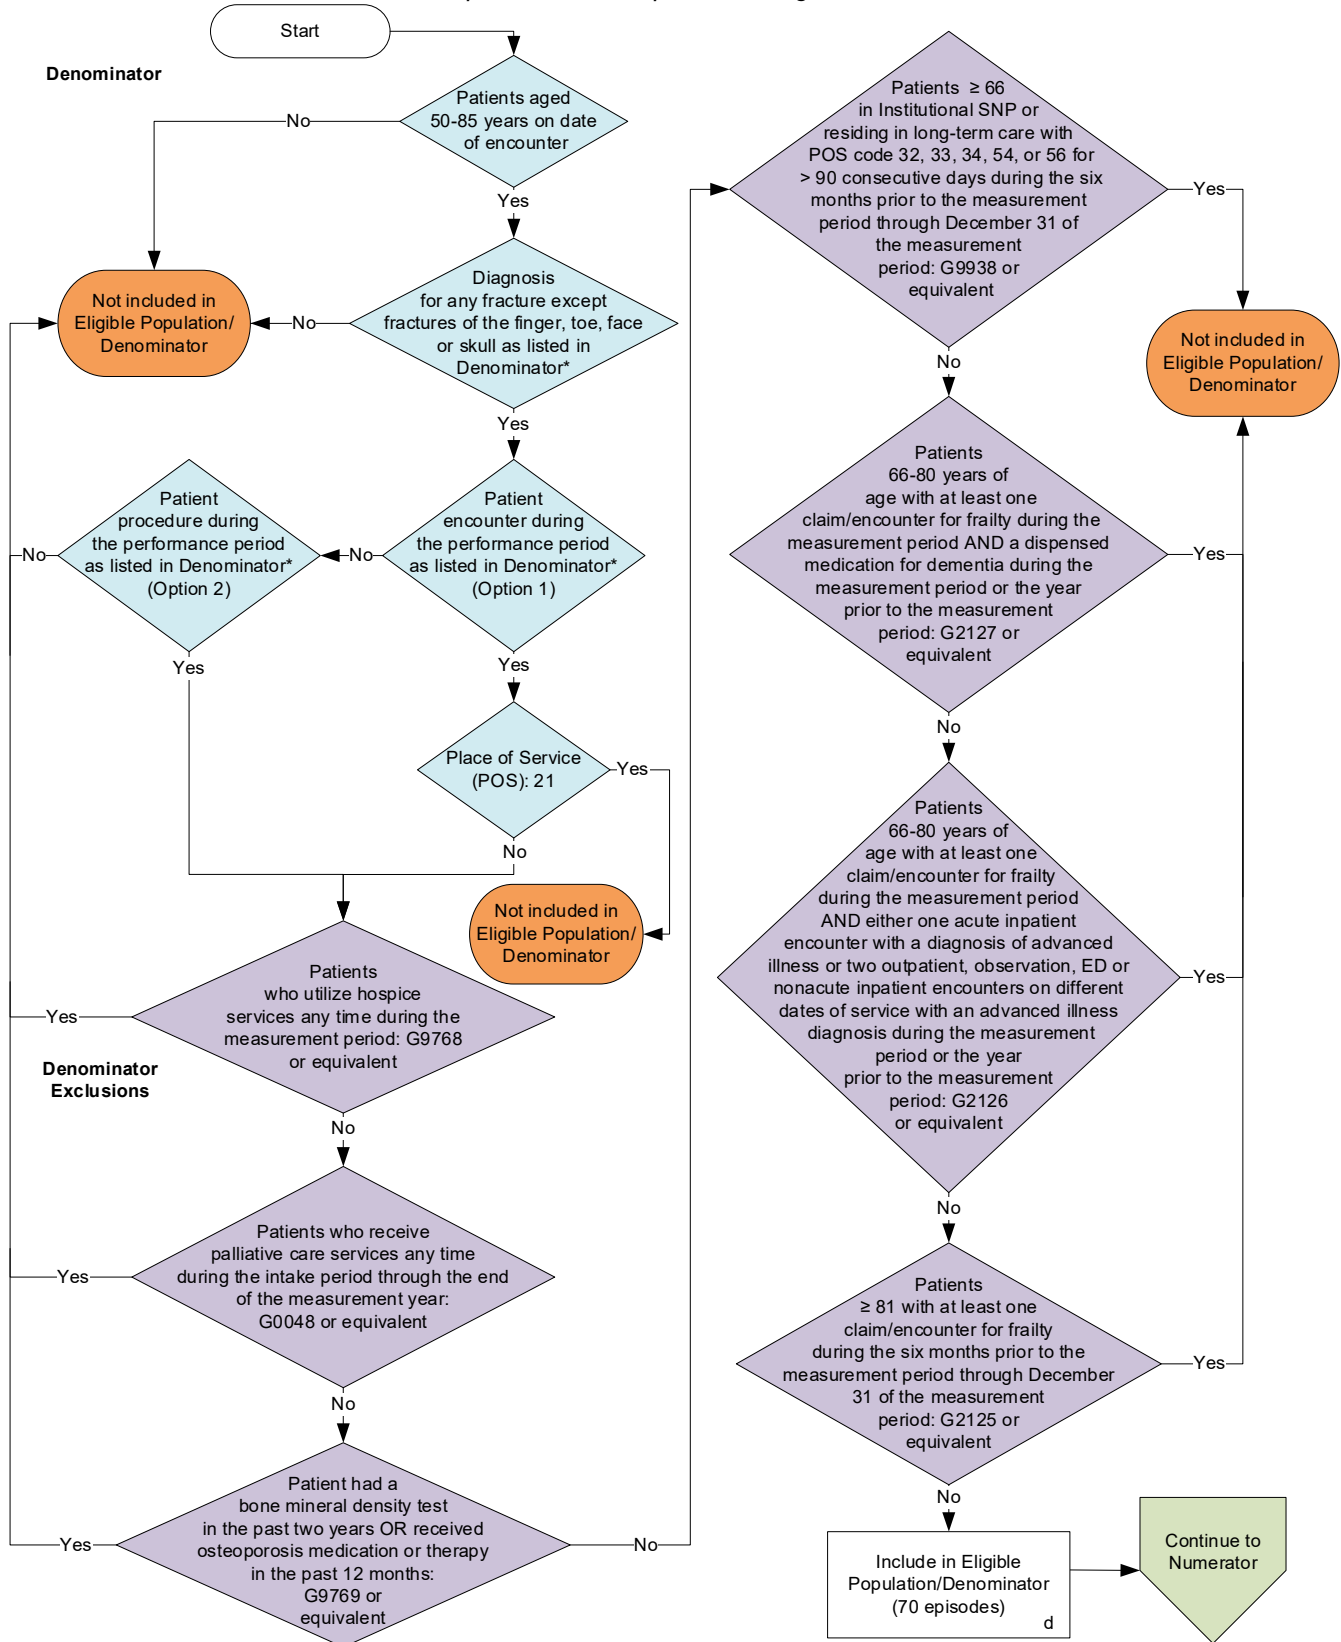 Start
Denominator
Patients aged
50-85 years on date
of encounter
No
Yes
Diagnosis
for any fracture except
fractures of the finger, toe, face
or skull as listed in
Denominator*
No
Not included in
Eligible Population/
Denominator
Yes
Patient
encounter during
the performance period
as listed in Denominator*
(Option 1)
No
Patient
procedure during
the performance period
as listed in Denominator*
(Option 2)
No
Yes
Yes
Place of Service
(POS): 21
Yes
No
Not included in
Eligible Population/
Denominator
Patients
who utilize hospice
services any time during the
measurement period: G9768
or equivalent
Yes
Denominator
Exclusions
No
Patients who receive
palliative care services any time
during the intake period through the end
of the measurement year:
G0048 or equivalent
Yes
No
Patient had a
bone mineral density test
in the past two years OR received
osteoporosis medication or therapy
in the past 12 months:
G9769 or
equivalent
Yes
No
Patients ≥ 66
in Institutional SNP or
residing in long-term care with
POS code 32, 33, 34, 54, or 56 for
> 90 consecutive days during the six
months prior to the measurement
period through December 31 of
the measurement
period: G9938 or
equivalent
Yes
Not included in
Eligible Population/
Denominator
No
Patients
66-80 years of
age with at least one
claim/encounter for frailty during the
measurement period AND a dispensed
medication for dementia during the
measurement period or the year
prior to the measurement
period: G2127 or
equivalent
Yes
No
Patients
66-80 years of
age with at least one
claim/encounter for frailty
during the measurement period
AND either one acute inpatient
encounter with a diagnosis of advanced
illness or two outpatient, observation, ED or
nonacute inpatient encounters on different
dates of service with an advanced illness
diagnosis during the measurement
period or the year
prior to the measurement
period: G2126
or equivalent
Yes
No
Patients
≥ 81 with at least one
claim/encounter for frailty
during the six months prior to the
measurement period through December
31 of the measurement
period: G2125 or
equivalent
Yes
No
Include in Eligible
Population/Denominator
(70 episodes)
d
Continue to
Numerator